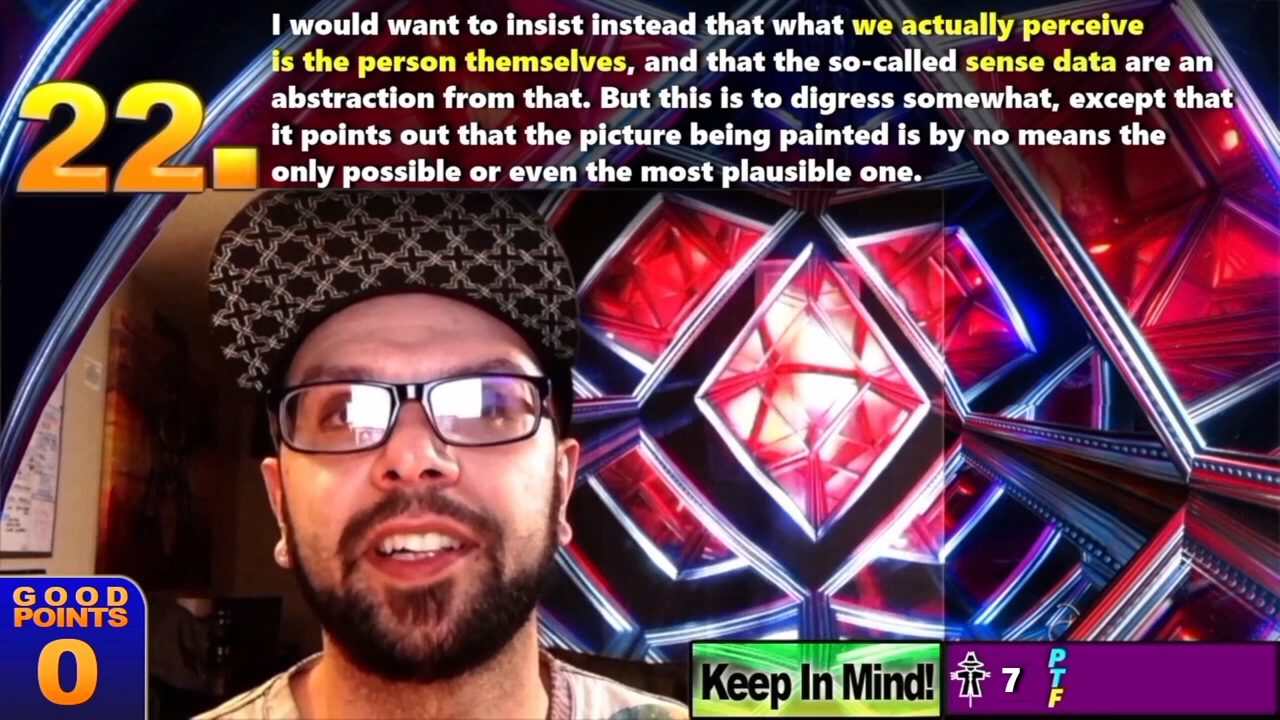 22.
I would want to insist instead that what we actually perceive
is the person themselves, and that the so-called sense data are an
abstraction from that. But this is to digress somewhat, except that
it points out that the picture being painted is by no means the
only possible or even the most plausible one.
GOOD
POINTS
0
Keep In Mind!
7
P
T
F